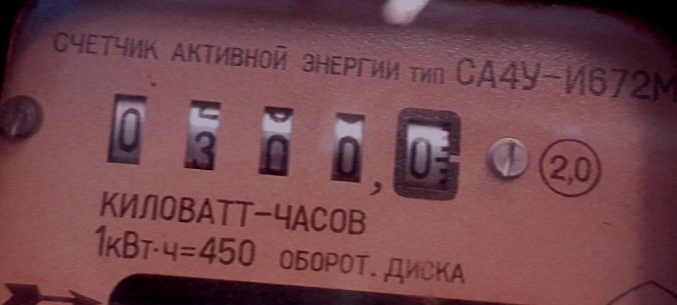 СЧЕТЧИК АКТИВНОЙ ЭНЕРГИИ ТИП СА4У-И672М
0 3 0 0 , 0 2,0
КИЛОВАТТ-ЧАСОВ
1кВт·ч=450 ОБОРОТ. ДИСКА